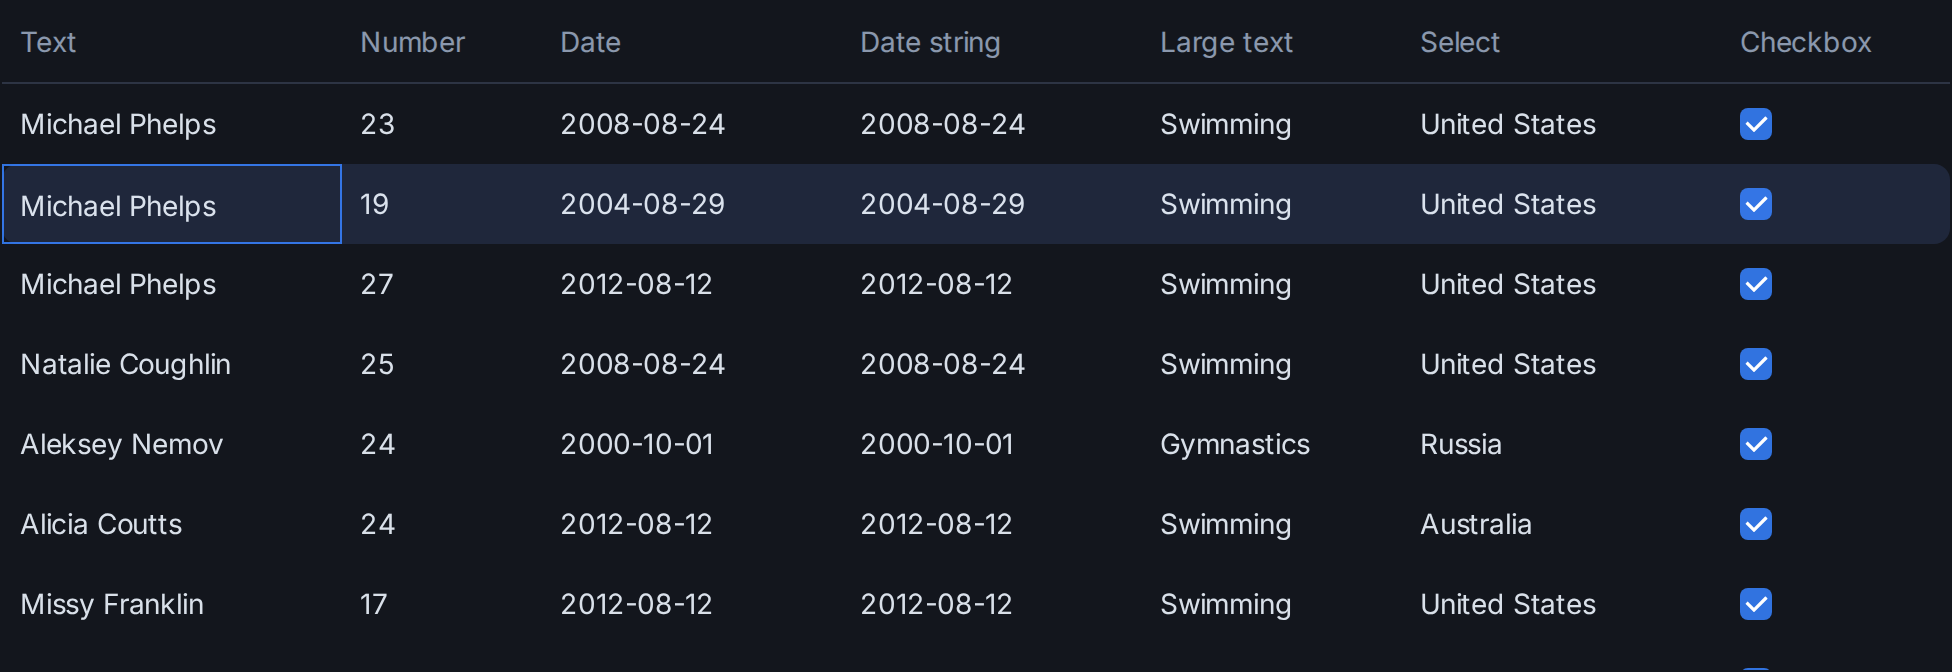 Text Number Date Date string Large text Select Checkbox
Michael Phelps 23 2008-08-24 2008-08-24 Swimming United States
Michael Phelps 19 2004-08-29 2004-08-29 Swimming United States
Michael Phelps 27 2012-08-12 2012-08-12 Swimming United States
Natalie Coughlin 25 2008-08-24 2008-08-24 Swimming United States
Aleksey Nemov 24 2000-10-01 2000-10-01 Gymnastics Russia
Alicia Coutts 24 2012-08-12 2012-08-12 Swimming Australia
Missy Franklin 17 2012-08-12 2012-08-12 Swimming United States